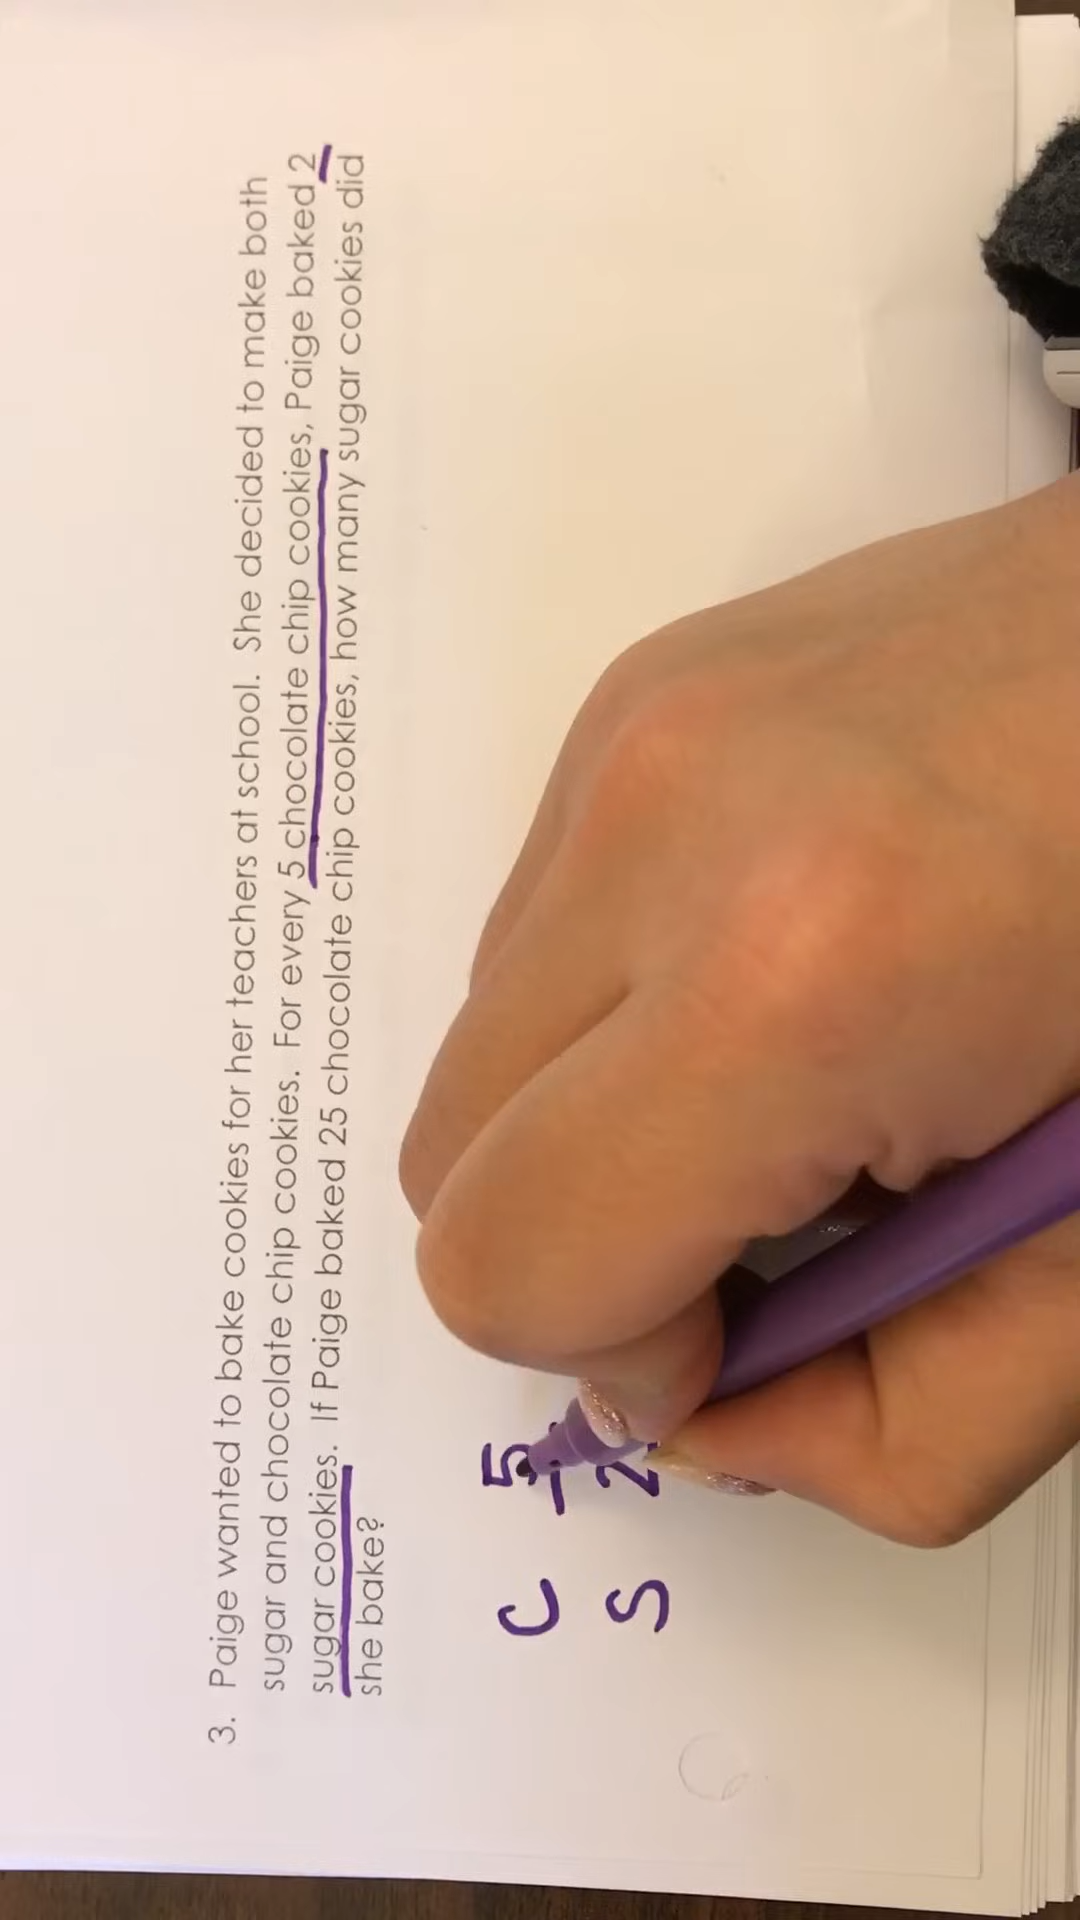 3. Paige wanted to bake cookies for her teachers at school. She decided to make both
sugar and chocolate chip cookies. For every 5 chocolate chip cookies, Paige baked 2
sugar cookies. If Paige baked 25 chocolate chip cookies, how many sugar cookies did
she bake?
C 5
S 2